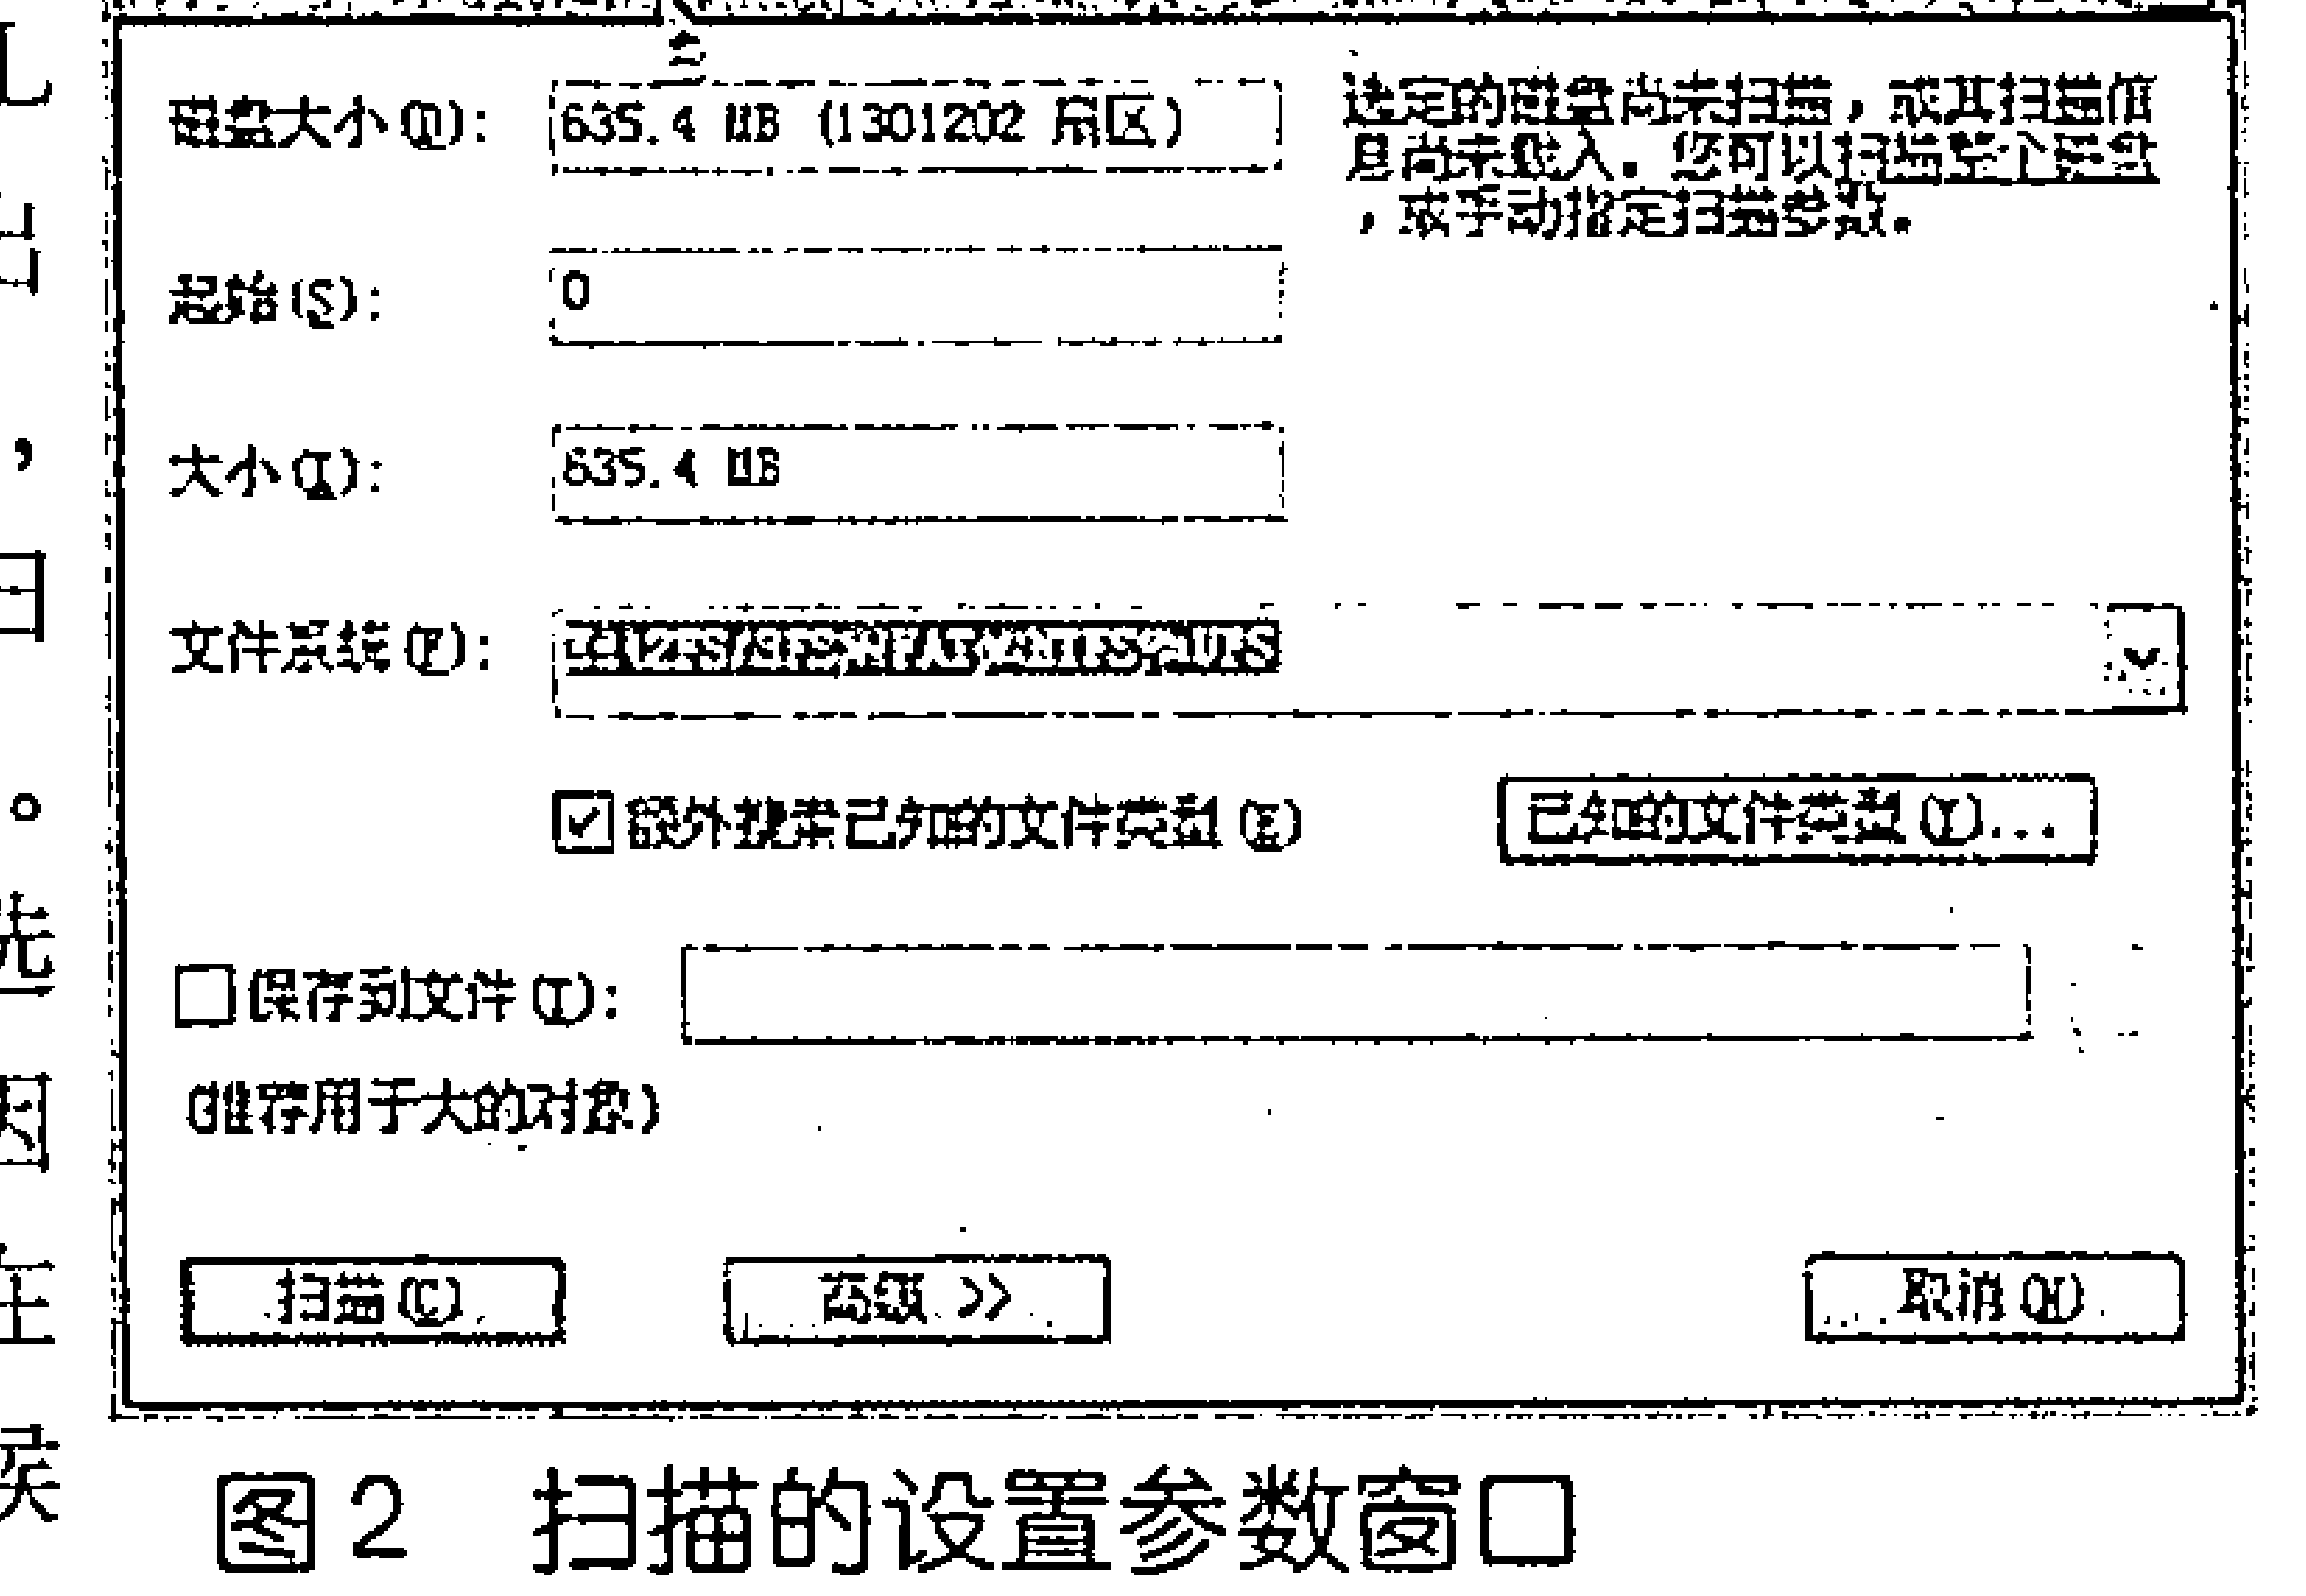 磁盘大小(D): 635.4 MB (1301202 扇区)
选定的磁盘尚未扫描，或其扫描信
息尚未载入。您可以扫描整个磁盘
，或手动指定扫描参数。
起始(S): 0
大小(I): 635.4 MB
文件系统(F):
额外搜索已知的文件类型(E) 已知的文件类型(Y)...
保存到文件(T):
(推荐用于大的对象)
扫描(C) 高级 >> 取消(N)
图2 扫描的设置参数窗口